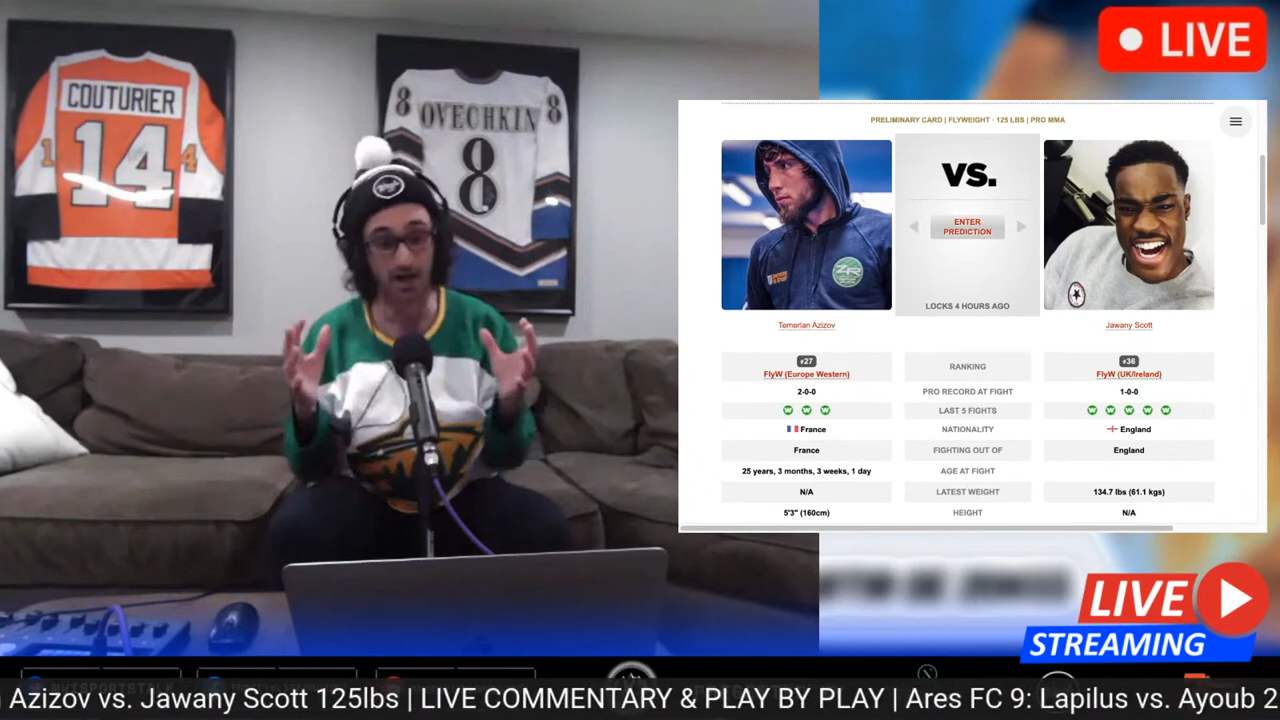 COUTURIER
14
1
4
8
8
OVECHKIN
8
LIVE
PRELIMINARY CARD | FLYWEIGHT · 125 LBS | PRO MMA
VS.
ENTER
PREDICTION
LOCKS 4 HOURS AGO
ZR
Temerlan Azizov
Jawany Scott
#27
FlyW (Europe Western)
RANKING
#36
FlyW (UK/Ireland)
2-0-0
PRO RECORD AT FIGHT
1-0-0
W W W
LAST 5 FIGHTS
W W W W W
France
NATIONALITY
England
France
FIGHTING OUT OF
England
25 years, 3 months, 3 weeks, 1 day
AGE AT FIGHT
N/A
LATEST WEIGHT
134.7 lbs (61.1 kgs)
5'3" (160cm)
HEIGHT
N/A
LIVE
STREAMING
Azizov vs. Jawany Scott 125lbs | LIVE COMMENTARY & PLAY BY PLAY | Ares FC 9: Lapilus vs. Ayoub 2